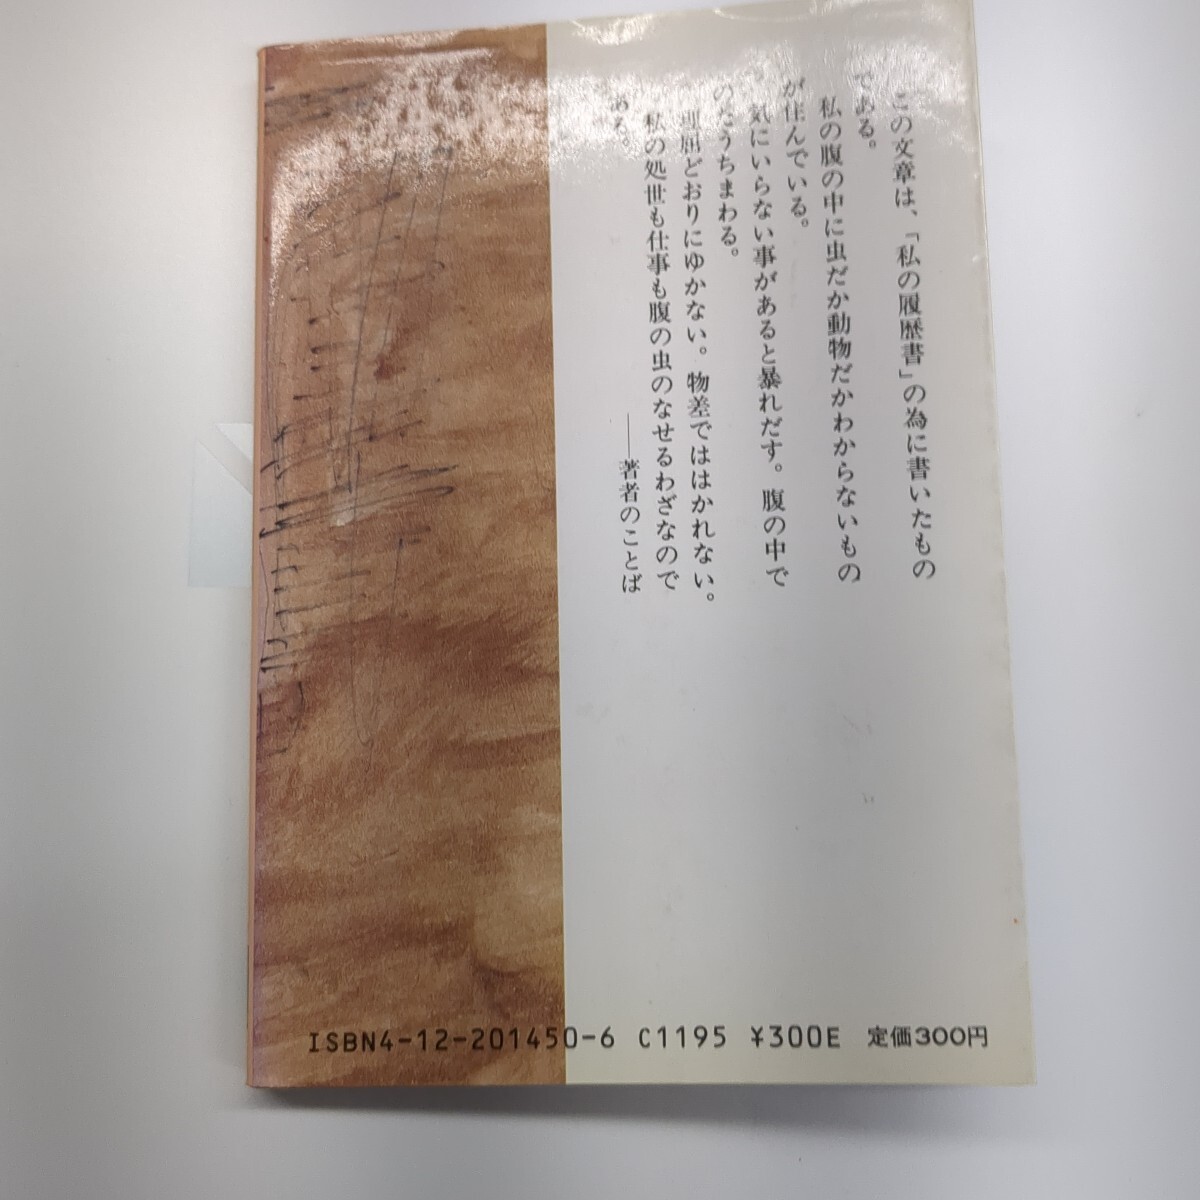 この文章は、「私の履歴書」の為に書いたもの
である。
私の腹の中に虫だか動物だかわからないもの
が住んでいる。
気にいらない事があると暴れだす。腹の中で
のたうちまわる。
理屈どおりにゆかない。物差でははかれない。
私の処世も仕事も腹の虫のなせるわざなので
ある。
――著者のことば
ISBN4-12-201450-6 C1195 ¥300E 定価300円